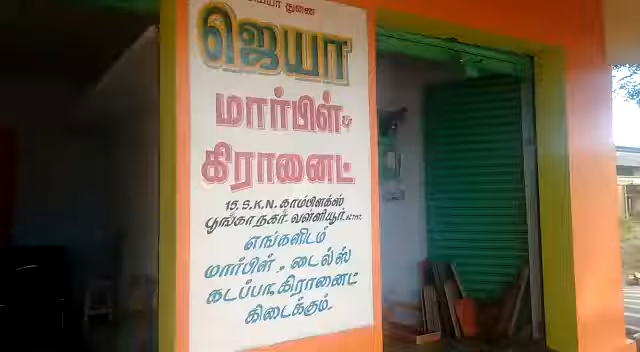 துணை
ஜெயா
மார்பிள் &
கிரானைட்
15, S.K.N. காம்பிளக்ஸ்
பூங்கா நகர்- வள்ளியூர்.
எங்களிடம்
மார்பிள், டைல்ஸ்
கடப்பா, கிரானைட்
கிடைக்கும்.